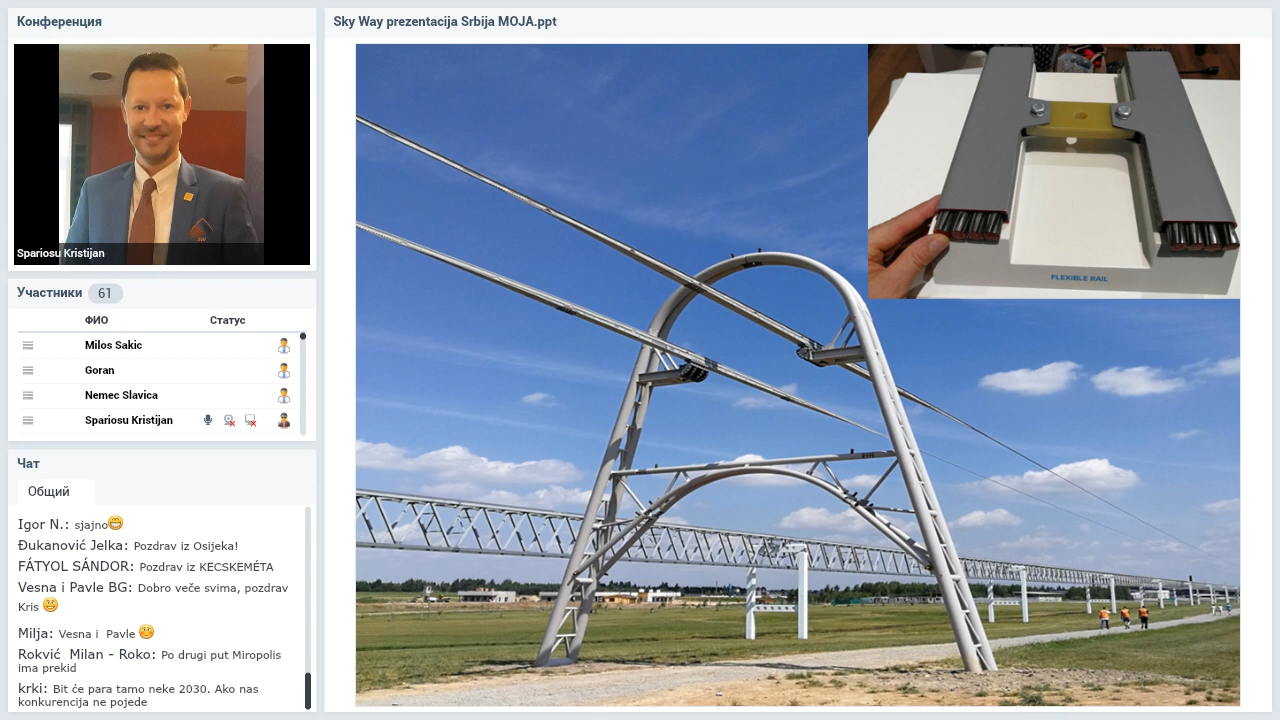 Конференция
Spariosu Kristijan
Участники 61
ФИО Статус
Milos Sakic
Goran
Nemec Slavica
Spariosu Kristijan
Чат
Общий
Igor N.: sjajno
Đukanović Jelka: Pozdrav iz Osijeka!
FÁTYOL SÁNDOR: Pozdrav iz KECSKEMÉTA
Vesna i Pavle BG: Dobro veče svima, pozdrav
Kris
Milja: Vesna i  Pavle
Rokvić  Milan - Roko: Po drugi put Miropolis
ima prekid
krki: Bit će para tamo neke 2030. Ako nas
konkurencija ne pojede
Sky Way prezentacija Srbija MOJA.ppt
FLEXIBLE RAIL